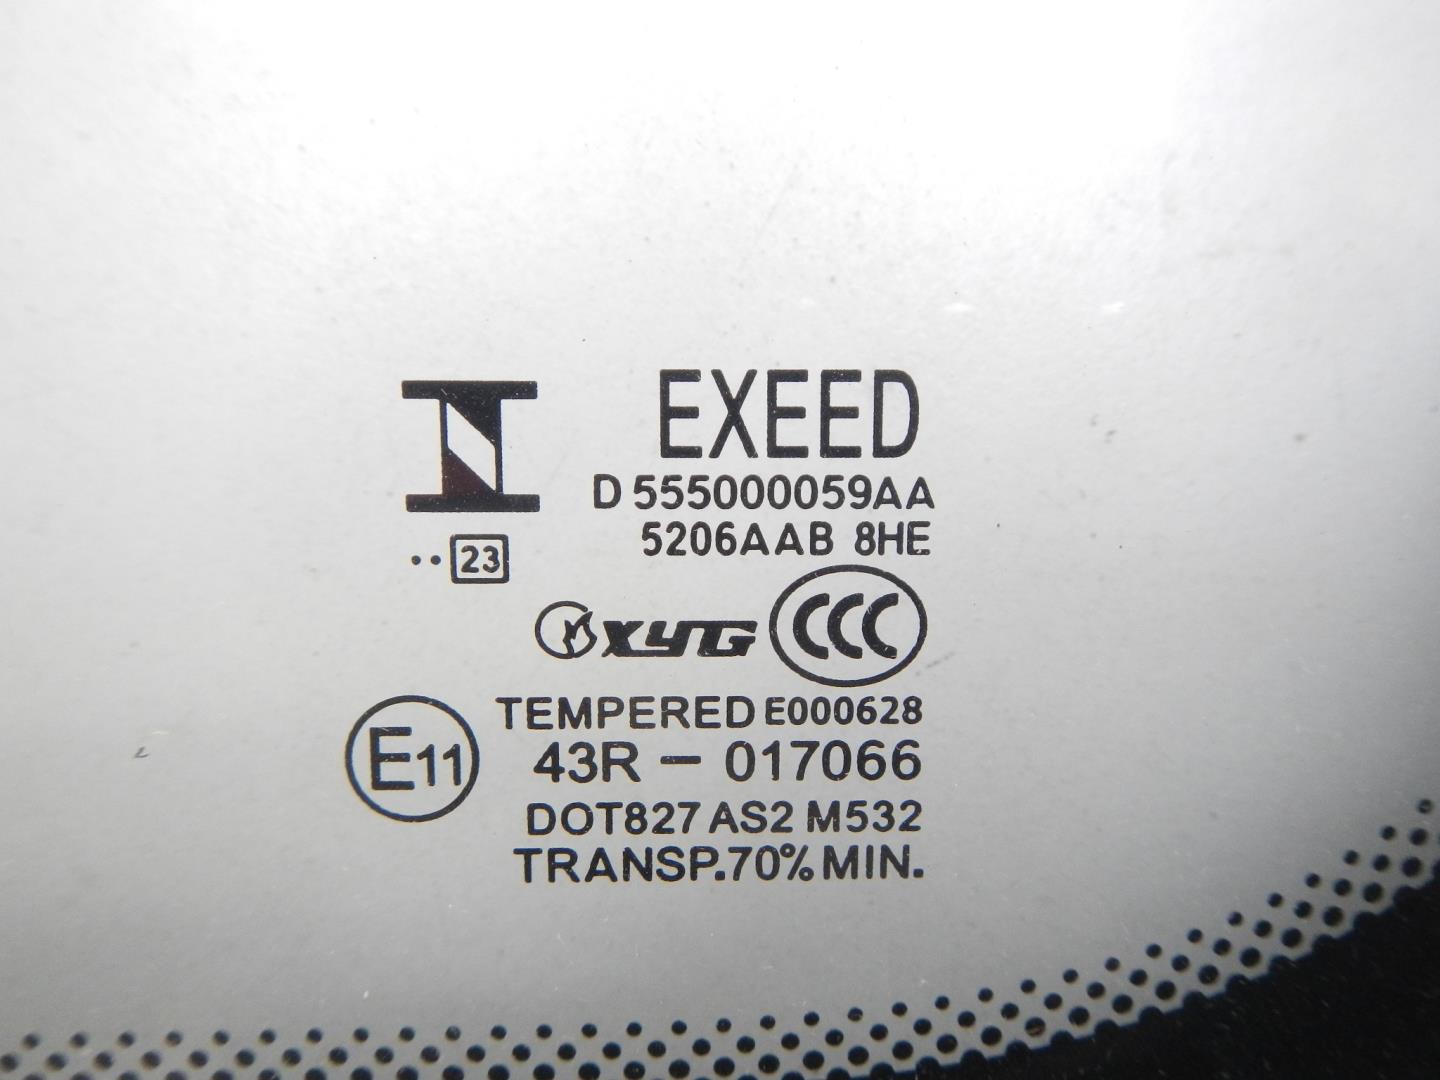 EXEED
D 555000059AA
5206AAB 8HE
•• 23
XYG CCC
TEMPERED E000628
E11 43R - 017066
DOT827 AS2 M532
TRANSP.70% MIN.